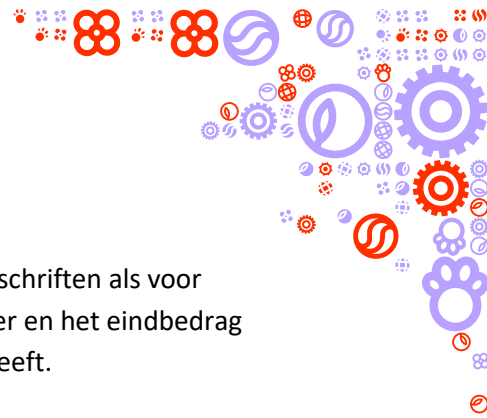 schriften als voor
er en het eindbedrag
eeft.